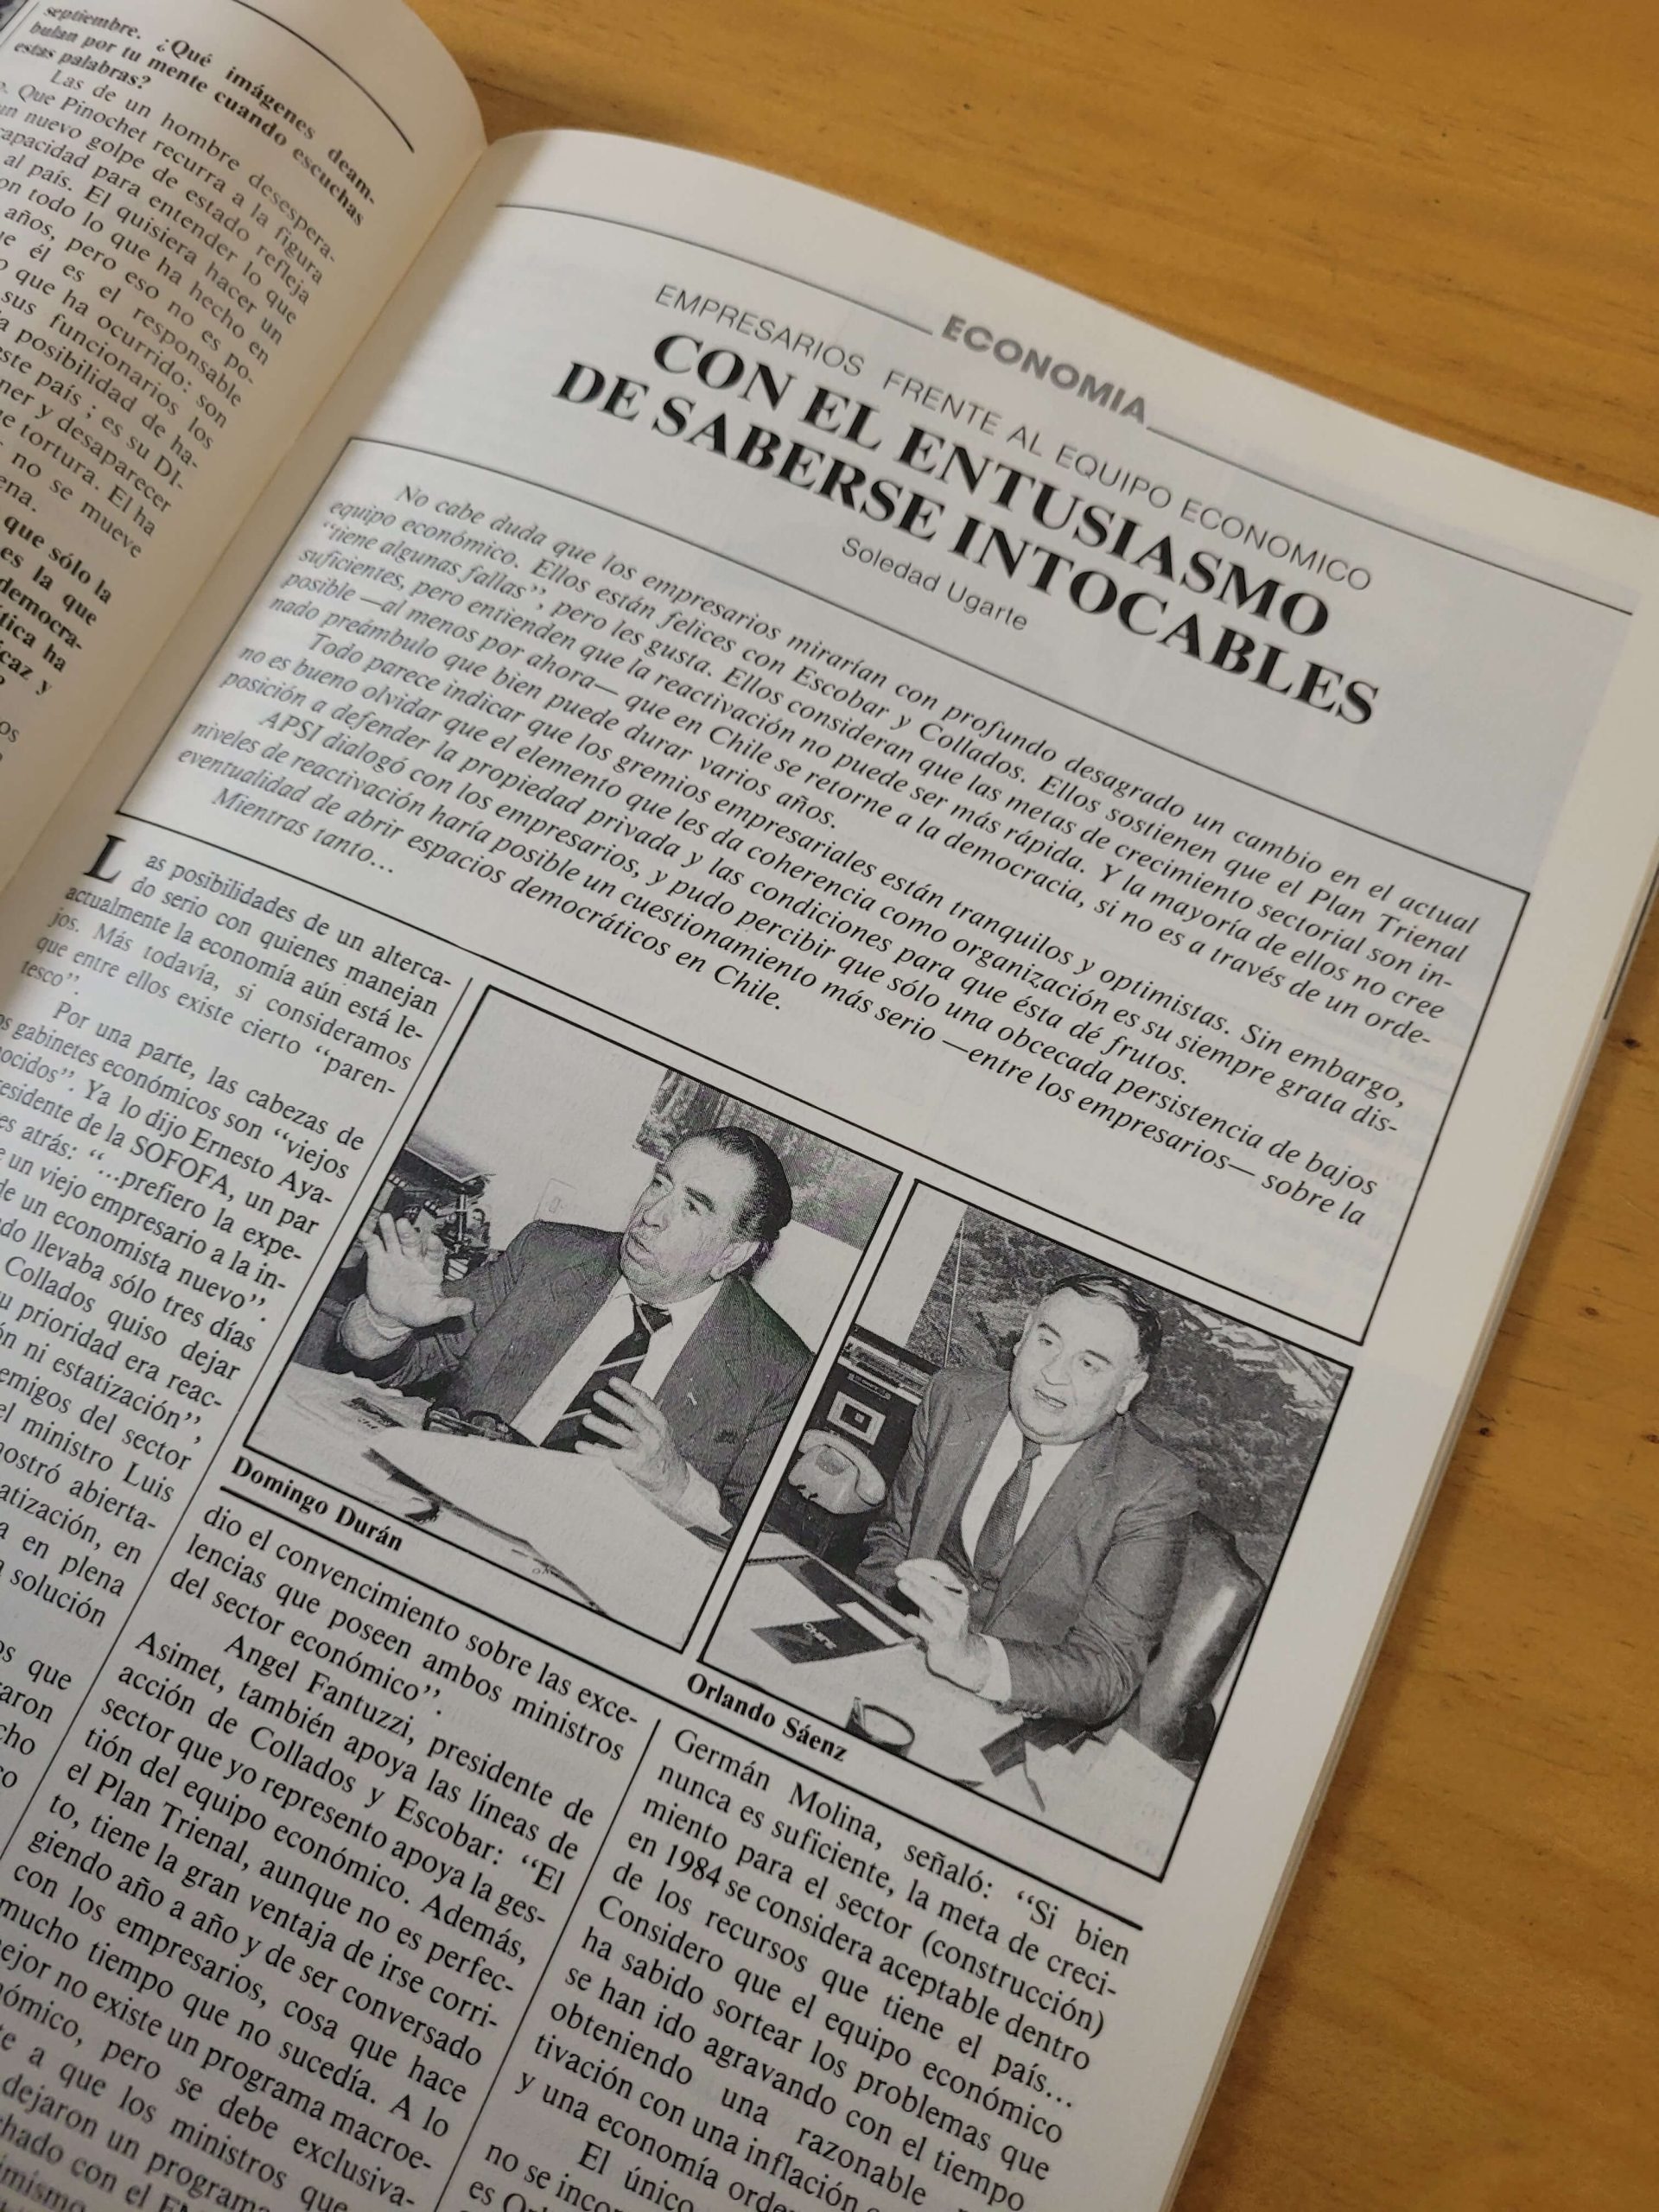 septiembre. ¿Qué imágenes deam-
bulan por tu mente cuando escuchas
estas palabras?
Las de un hombre desespera-
Que Pinochet recurra a la figura
un nuevo golpe de estado refleja
capacidad para entender lo que
al país. El quisiera hacer un
con todo lo que ha hecho en
años, pero eso no es po-
él es el responsable
que ha ocurrido: son
sus funcionarios los
posibilidad de ha-
este país; es su DI-
ner y desaparecer
tortura. El ha
no se mueve
que sólo la
es la que
democra-
ha
y
ECONOMIA
EMPRESARIOS FRENTE AL EQUIPO ECONOMICO
CON EL ENTUSIASMO
DE SABERSE INTOCABLES
Soledad Ugarte
No cabe duda que los empresarios mirarían con profundo desagrado un cambio en el actual
equipo económico. Ellos están felices con Escobar y Collados. Ellos sostienen que el Plan Trienal
“tiene algunas fallas”, pero les gusta. Ellos consideran que las metas de crecimiento sectorial son in-
suficientes, pero entienden que la reactivación no puede ser más rápida. Y la mayoría de ellos no cree
posible —al menos por ahora— que en Chile se retorne a la democracia, si no es a través de un orde-
nado preámbulo que bien puede durar varios años.
Todo parece indicar que los gremios empresariales están tranquilos y optimistas. Sin embargo,
no es bueno olvidar que el elemento que les da coherencia como organización es su siempre grata dis-
posición a defender la propiedad privada y las condiciones para que ésta dé frutos.
APSI dialogó con los empresarios, y pudo percibir que sólo una obcecada persistencia de bajos
niveles de reactivación haría posible un cuestionamiento más serio —entre los empresarios— sobre la
eventualidad de abrir espacios democráticos en Chile.
Mientras tanto...
Las posibilidades de un alterca-
do serio con quienes manejan
actualmente la economía aún está le-
jos. Más todavía, si consideramos
que entre ellos existe cierto “paren-
tesco”.
Por una parte, las cabezas de
gabinetes económicos son “viejos
conocidos”. Ya lo dijo Ernesto Aya-
presidente de la SOFOFA, un par
atrás: “...prefiero la expe-
un viejo empresario a la in-
de un economista nuevo”.
llevaba sólo tres días
Collados quiso dejar
prioridad era reac-
ni estatización”,
enemigos del sector
el ministro Luis
mostró abierta-
en
en plena
solución
que
Domingo Durán
Orlando Sáenz
dio el convencimiento sobre las exce-
lencias que poseen ambos ministros
del sector económico”.
Angel Fantuzzi, presidente de
Asimet, también apoya las líneas de
acción de Collados y Escobar: “El
sector que yo represento apoya la ges-
tión del equipo económico. Además,
el Plan Trienal, aunque no es perfec-
to, tiene la gran ventaja de irse corri-
giendo año a año y de ser conversado
con los empresarios, cosa que hace
mucho tiempo que no sucedía. A lo
mejor no existe un programa macroe-
conómico, pero se debe exclusiva-
a que los ministros que
dejaron un programa
con el
Germán Molina, señaló: “Si bien
nunca es suficiente, la meta de creci-
miento para el sector (construcción)
en 1984 se considera aceptable dentro
de los recursos que tiene el país...
Considero que el equipo económico
ha sabido sortear los problemas que
se han ido agravando con el tiempo
obteniendo una razonable
tivación con una inflación
y una economía
El único
no se
es